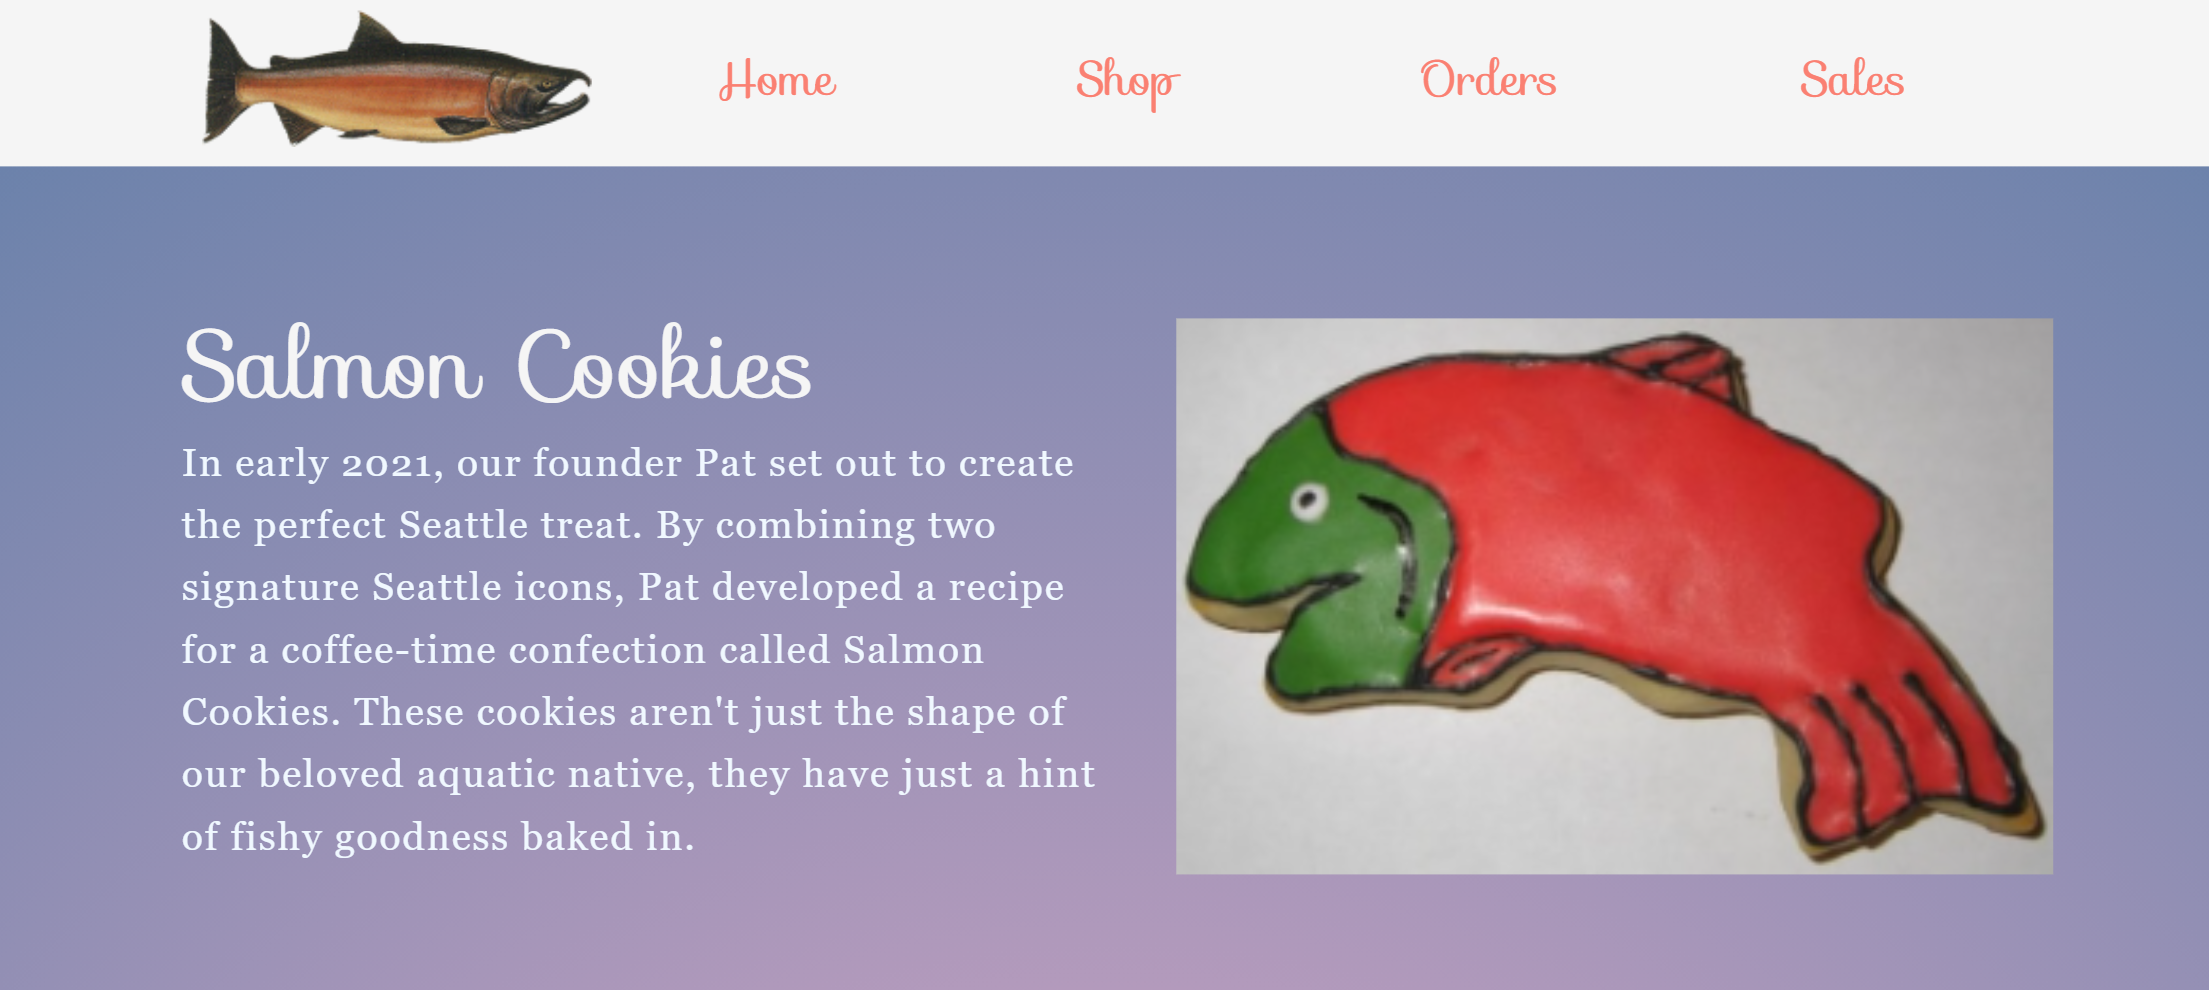 Home Shop Orders Sales
Salmon Cookies
In early 2021, our founder Pat set out to create
the perfect Seattle treat. By combining two
signature Seattle icons, Pat developed a recipe
for a coffee-time confection called Salmon
Cookies. These cookies aren't just the shape of
our beloved aquatic native, they have just a hint
of fishy goodness baked in.